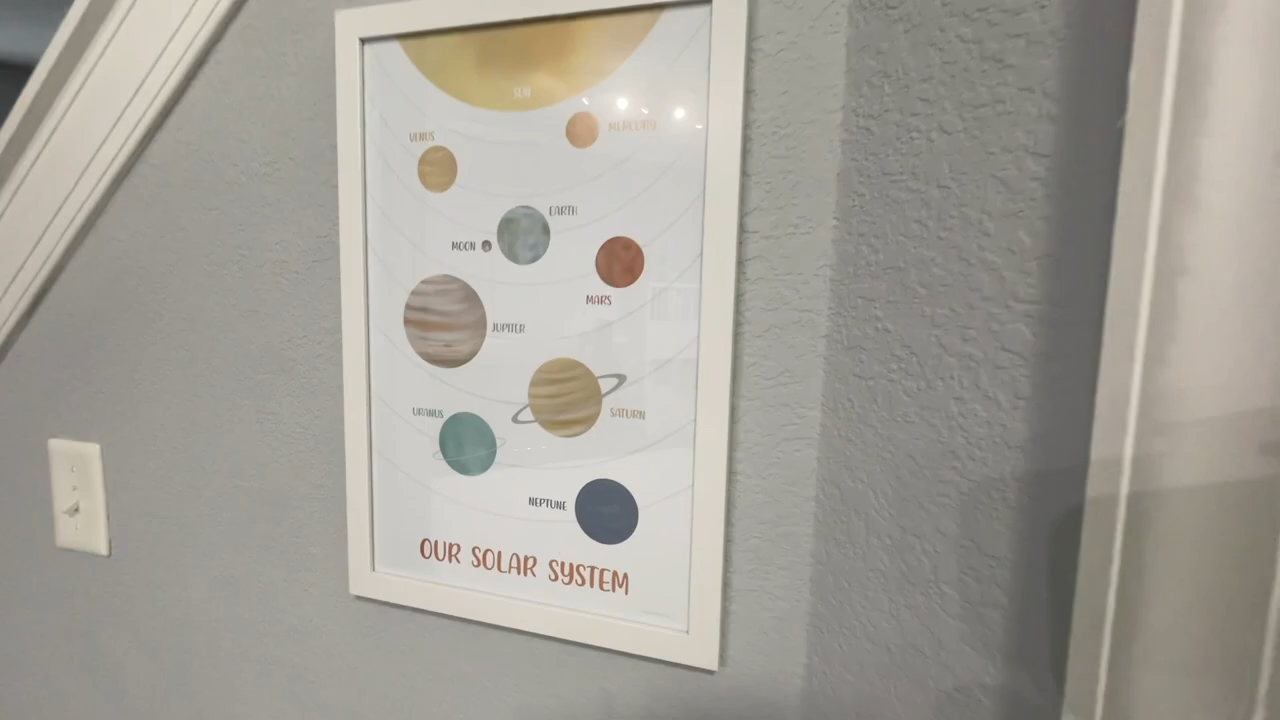 SUN
MERCURY
VENUS
EARTH
MOON
MARS
JUPITER
SATURN
URANUS
NEPTUNE
OUR SOLAR SYSTEM